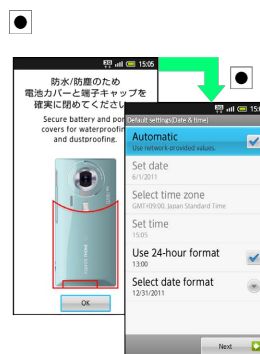 3G 15:05
防水/防塵のため
電池カバーと端子キャップを
確実に閉めてください
Secure battery and
covers for waterproofin
and dustproofing.
OK
3G 15:0
Default settings(Date & time)
Automatic
Use network-provided values.
Set date
6/1/2011
Select time zone
GMT+09:00, Japan Standard Time
Set time
15:05
Use 24-hour format
13:00
Select date format
12/31/2011
Next